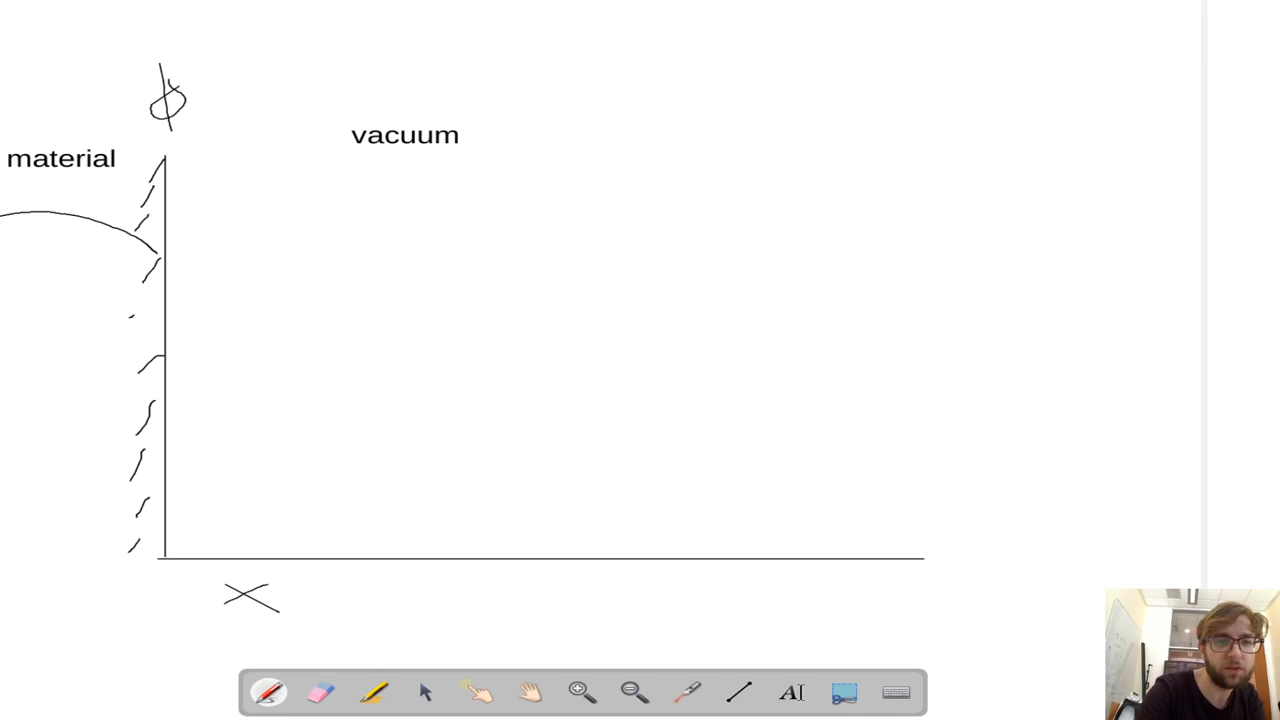 ϕ
vacuum
material
x